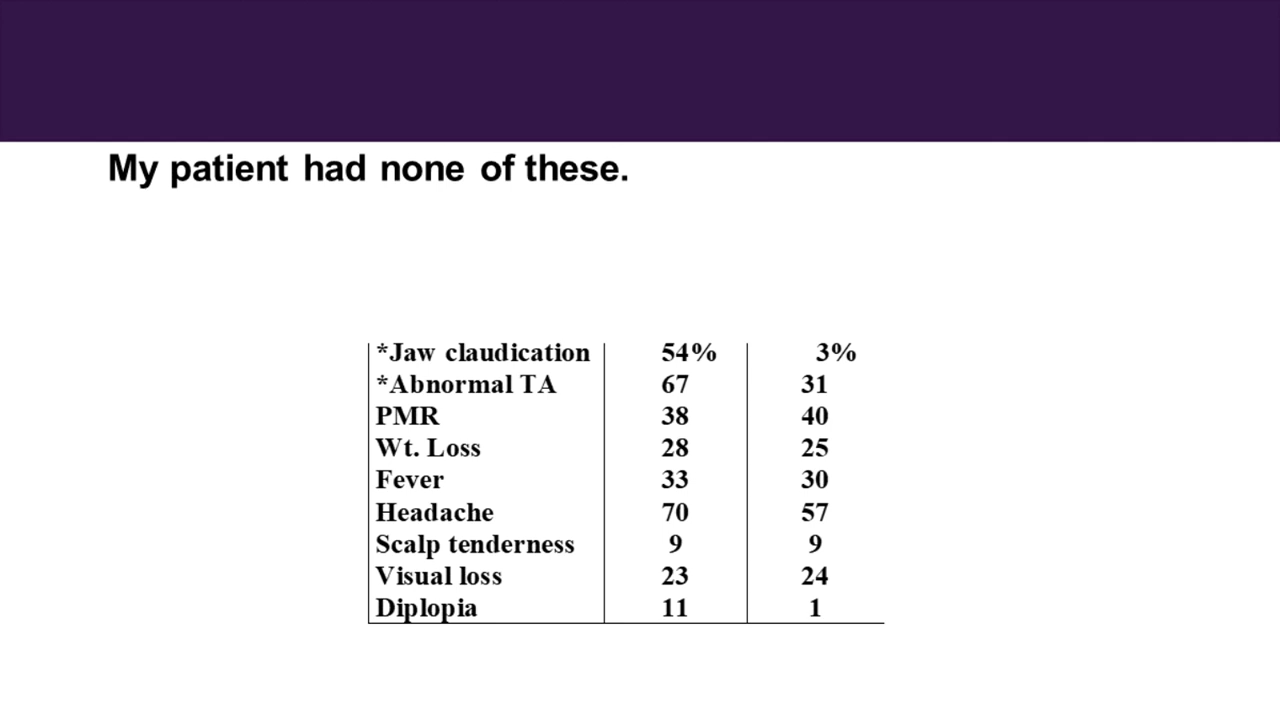 My patient had none of these.
*Jaw claudication 54% 3%
*Abnormal TA 67 31
PMR 38 40
Wt. Loss 28 25
Fever 33 30
Headache 70 57
Scalp tenderness 9 9
Visual loss 23 24
Diplopia 11 1